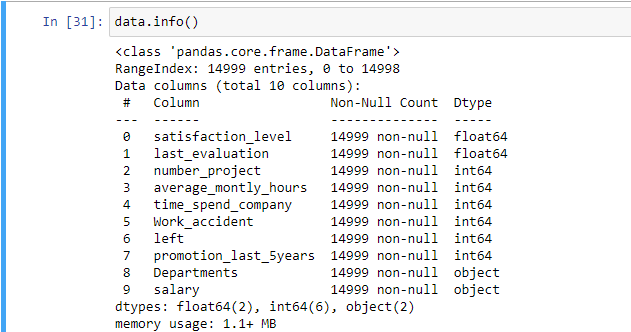 In [31]: data.info()
<class 'pandas.core.frame.DataFrame'>
RangeIndex: 14999 entries, 0 to 14998
Data columns (total 10 columns):
 #   Column                Non-Null Count  Dtype
---  ------                --------------  -----
 0   satisfaction_level    14999 non-null  float64
 1   last_evaluation       14999 non-null  float64
 2   number_project        14999 non-null  int64
 3   average_montly_hours  14999 non-null  int64
 4   time_spend_company    14999 non-null  int64
 5   Work_accident         14999 non-null  int64
 6   left                  14999 non-null  int64
 7   promotion_last_5years 14999 non-null  int64
 8   Departments           14999 non-null  object
 9   salary                14999 non-null  object
dtypes: float64(2), int64(6), object(2)
memory usage: 1.1+ MB